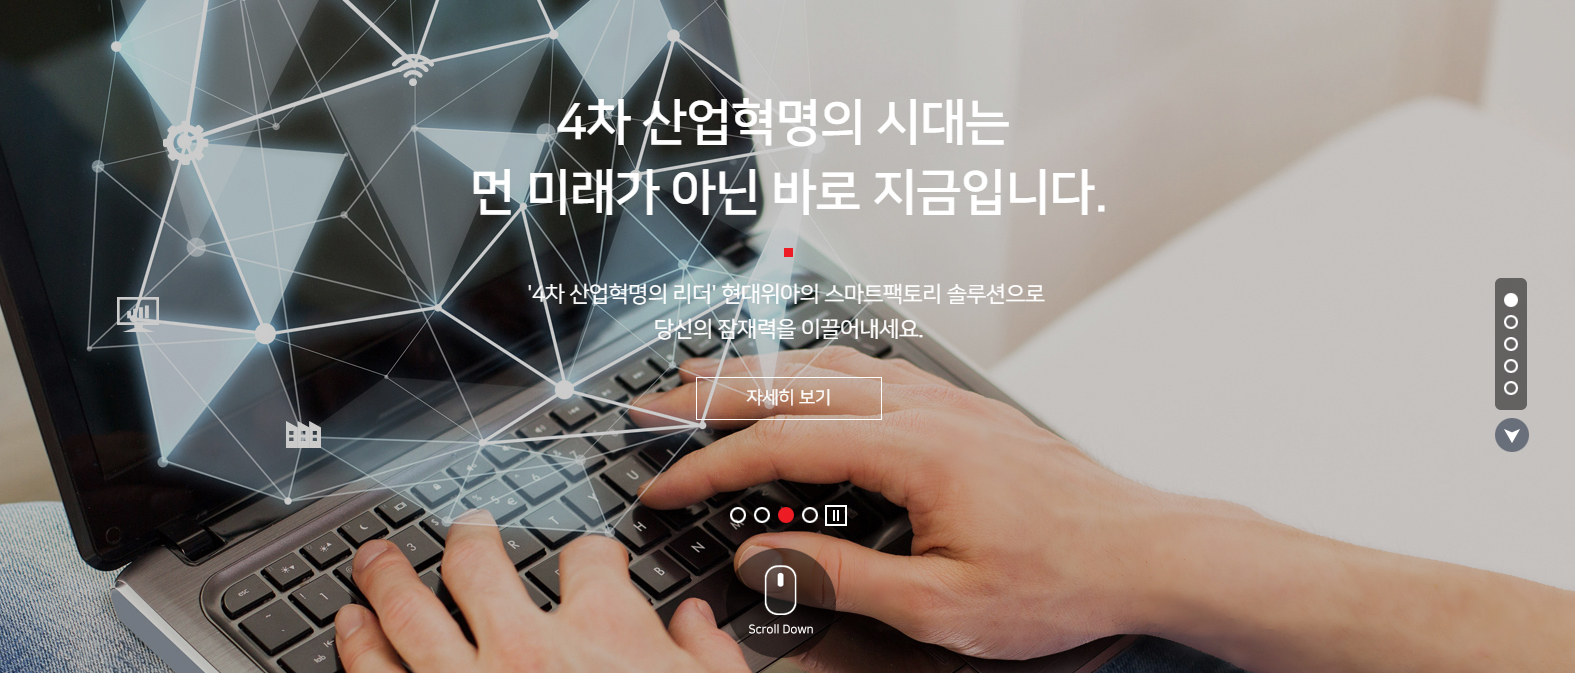 4차 산업혁명의 시대는
먼 미래가 아닌 바로 지금입니다.
'4차 산업혁명의 리더' 현대위아의 스마트팩토리 솔루션으로
당신의 잠재력을 이끌어내세요.
자세히 보기
Scroll Down